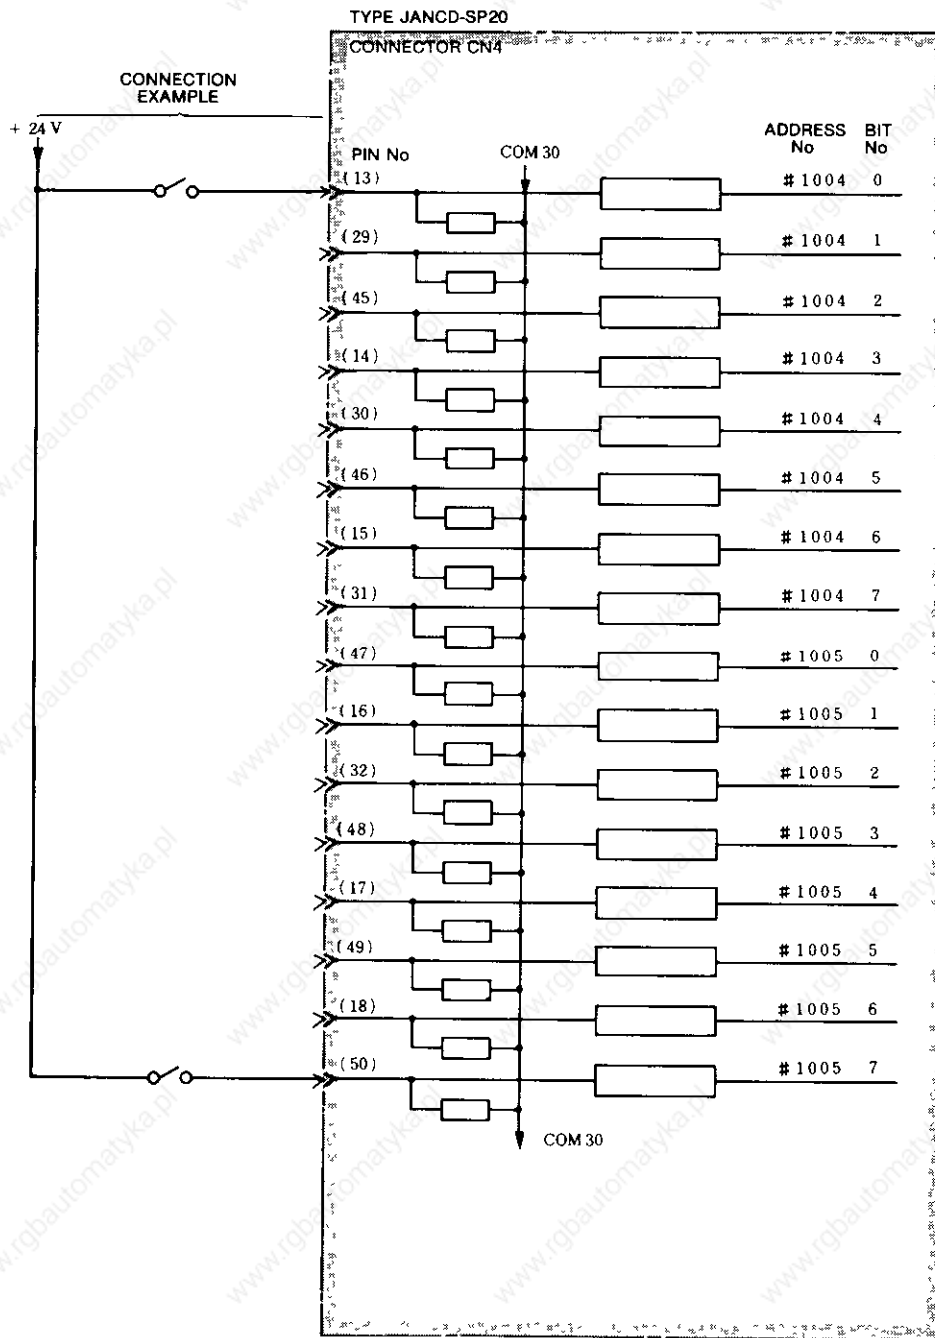 TYPE JANCD-SP20
CONNECTOR CN4
CONNECTION
EXAMPLE
+ 24 V
PIN No
COM 30
ADDRESS No
BIT No
(13) # 1004 0
(29) # 1004 1
(45) # 1004 2
(14) # 1004 3
(30) # 1004 4
(46) # 1004 5
(15) # 1004 6
(31) # 1004 7
(47) # 1005 0
(16) # 1005 1
(32) # 1005 2
(48) # 1005 3
(17) # 1005 4
(49) # 1005 5
(18) # 1005 6
(50) # 1005 7
COM 30
www.rgbautomatyka.pl